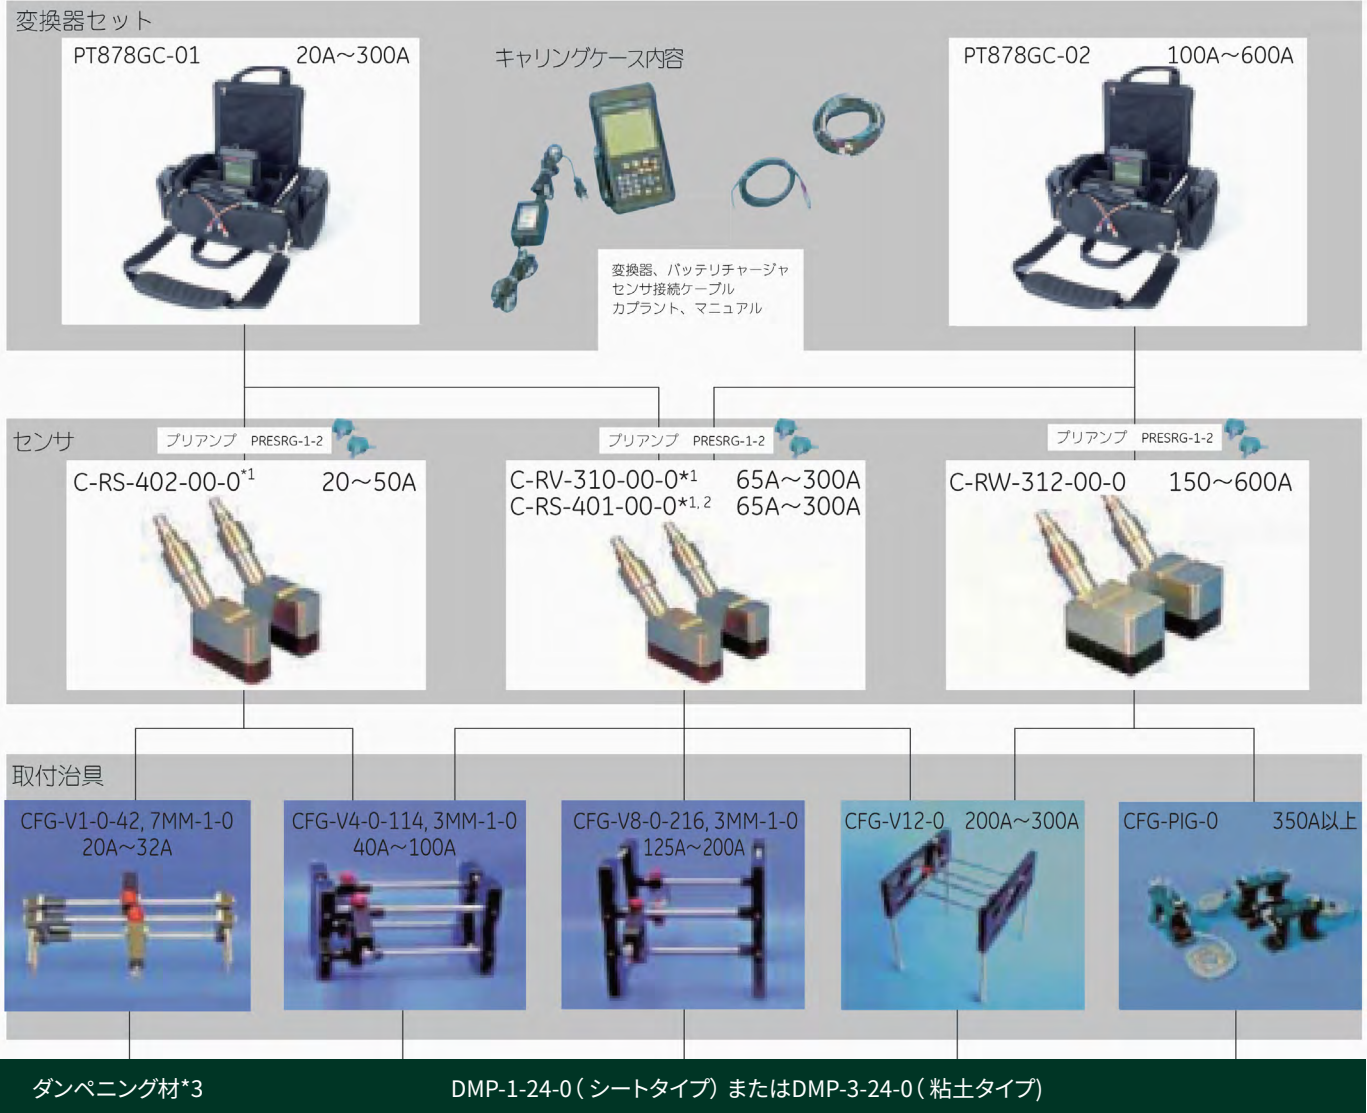 変換器セット
PT878GC-01 20A～300A
キャリングケース内容
PT878GC-02 100A～600A
変換器、バッテリチャージャ
センサ接続ケーブル
カプラント、マニュアル
センサ
プリアンプ PRESRG-1-2
プリアンプ PRESRG-1-2
プリアンプ PRESRG-1-2
C-RS-402-00-0*1 20～50A
C-RV-310-00-0*1 65A～300A
C-RS-401-00-0*1, 2 65A～300A
C-RW-312-00-0 150～600A
取付治具
CFG-V1-0-42, 7MM-1-0
20A～32A
CFG-V4-0-114, 3MM-1-0
40A～100A
CFG-V8-0-216, 3MM-1-0
125A～200A
CFG-V12-0 200A～300A
CFG-PIG-0 350A以上
ダンペニング材*3 DMP-1-24-0 ( シートタイプ) またはDMP-3-24-0 ( 粘土タイプ)